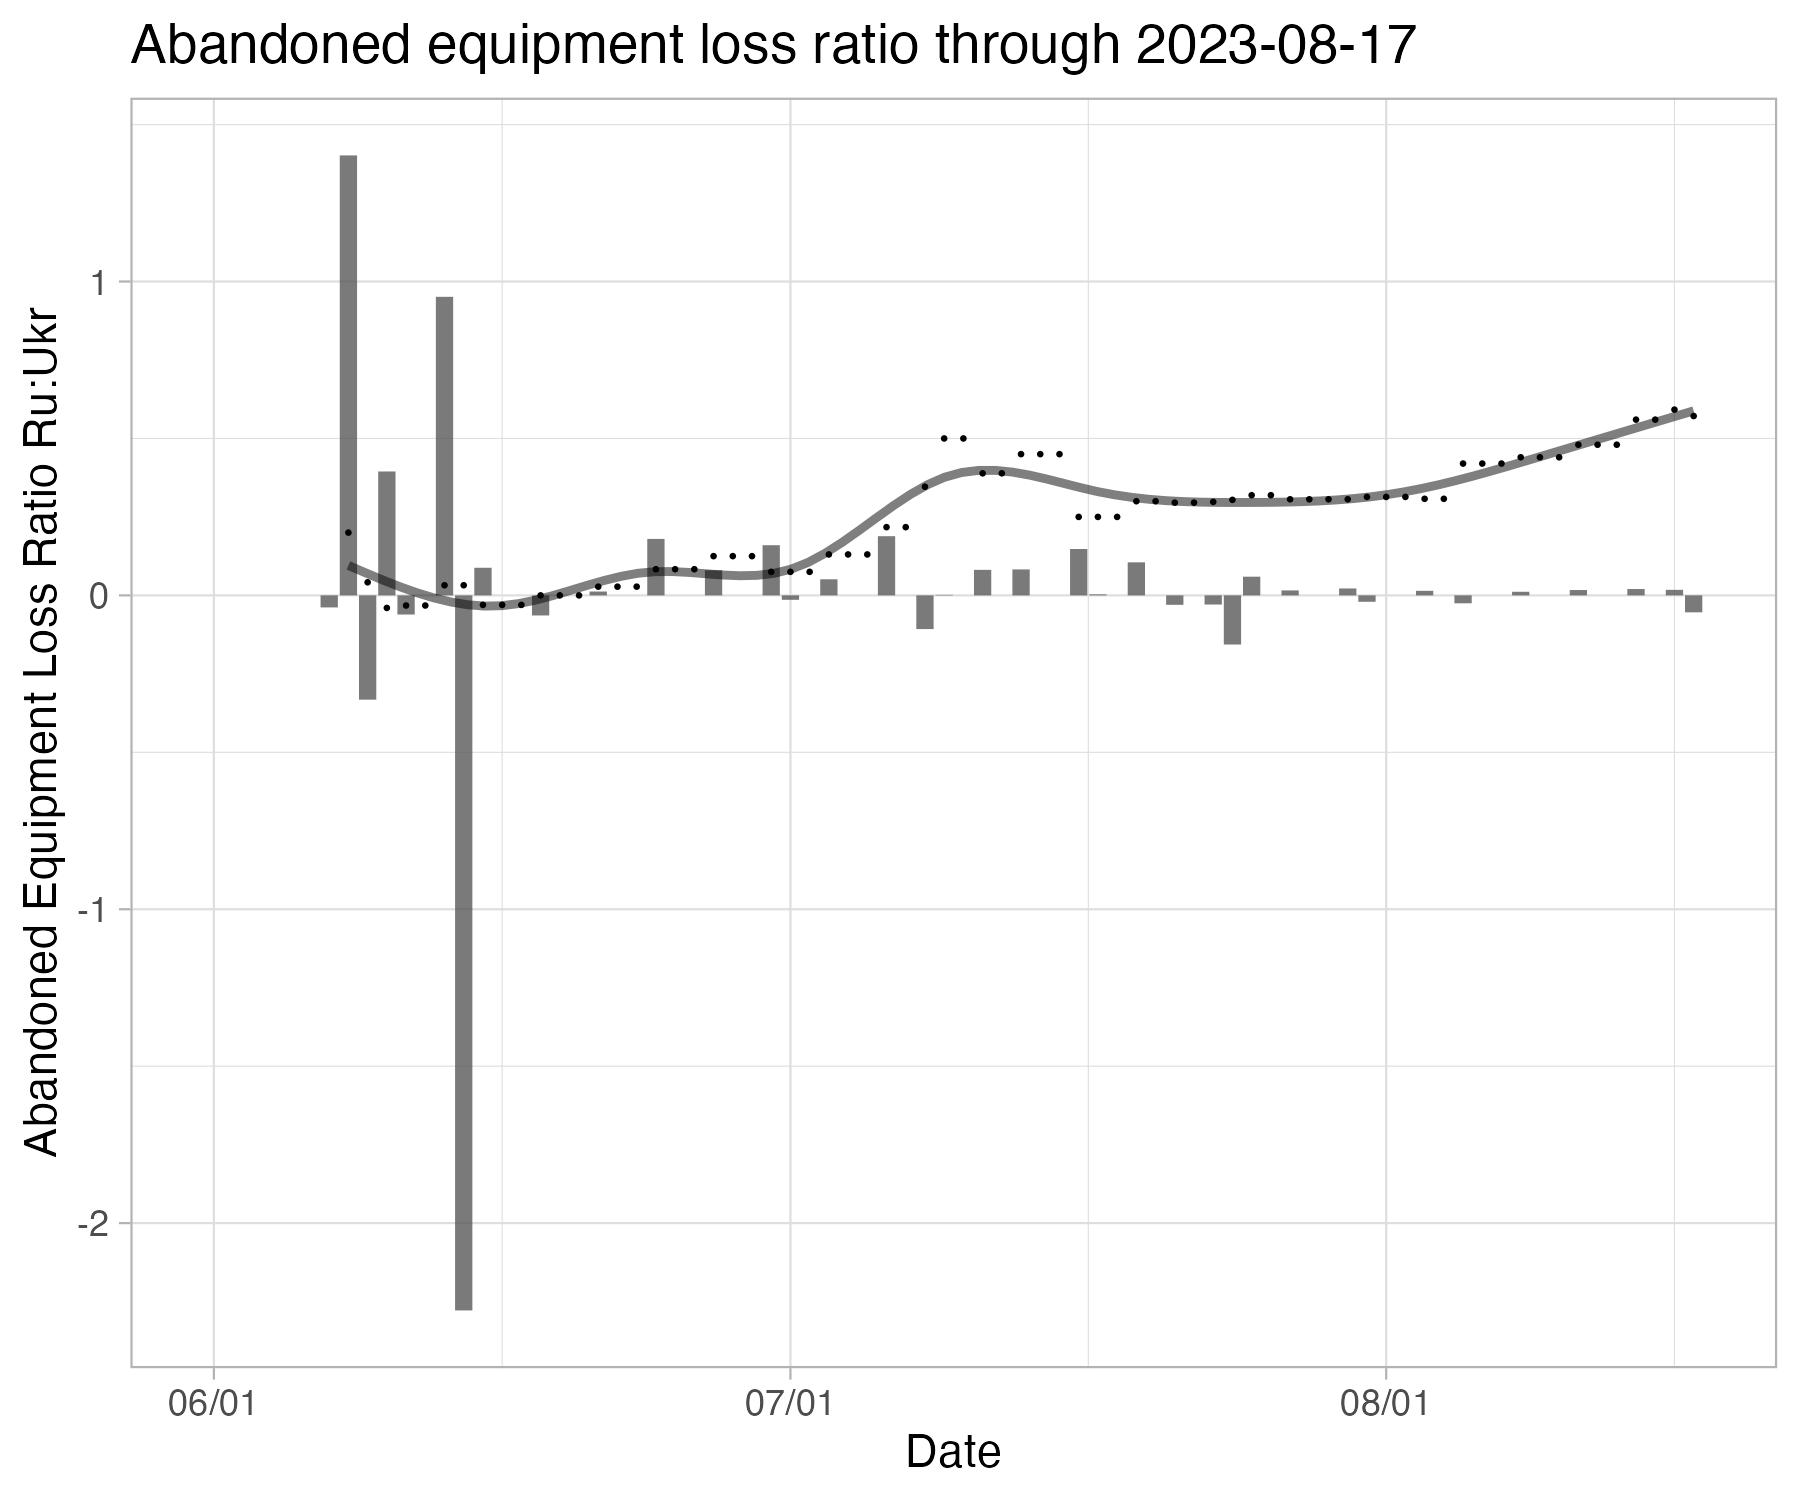 Abandoned equipment loss ratio through 2023-08-17
Abandoned Equipment Loss Ratio Ru:Ukr
1
0
-1
-2
06/01
07/01
08/01
Date